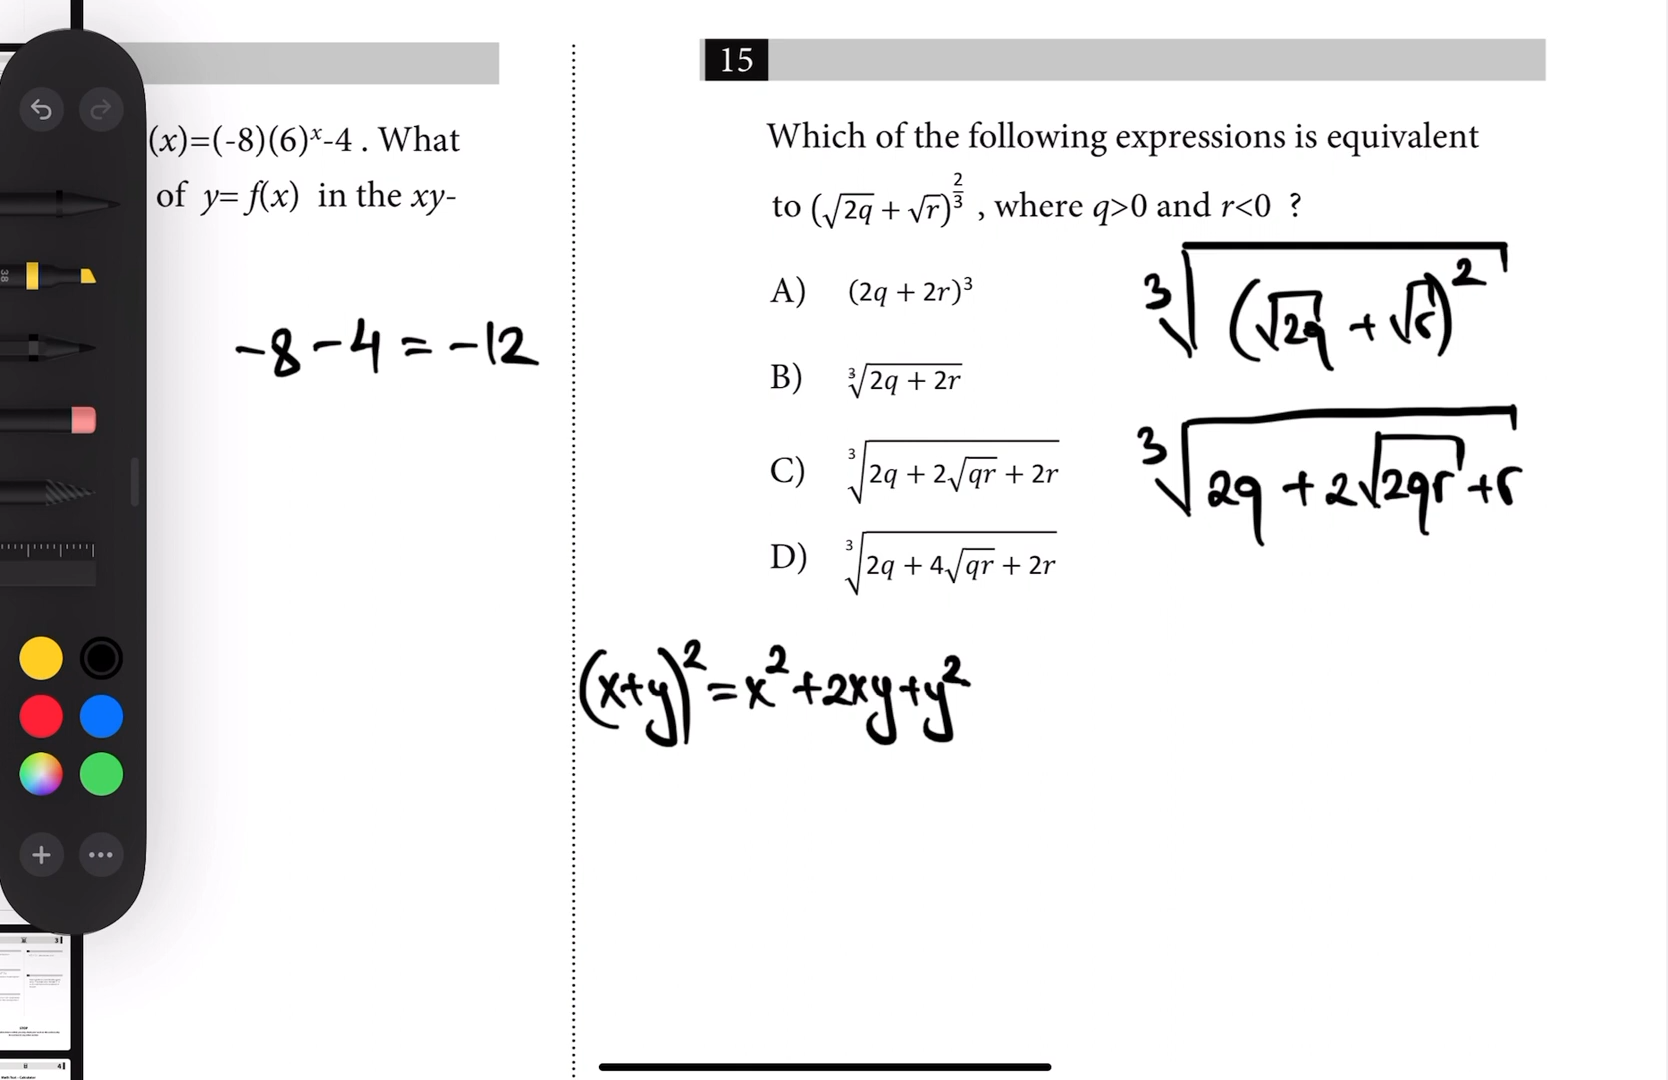 (x)=(-8)(6)ˣ-4 . What
of y= f(x) in the xy-
-8-4=-12
15
Which of the following expressions is equivalent
to (√2q + √r)^(2/3) , where q>0 and r<0 ?
A) (2q + 2r)³
B) ∛(2q + 2r)
C) ∛(2q + 2√(qr) + 2r)
D) ∛(2q + 4√(qr) + 2r)
∛((√2q + √r)²)
∛(2q + 2√(2qr) + r)
(x+y)² = x² + 2xy + y²